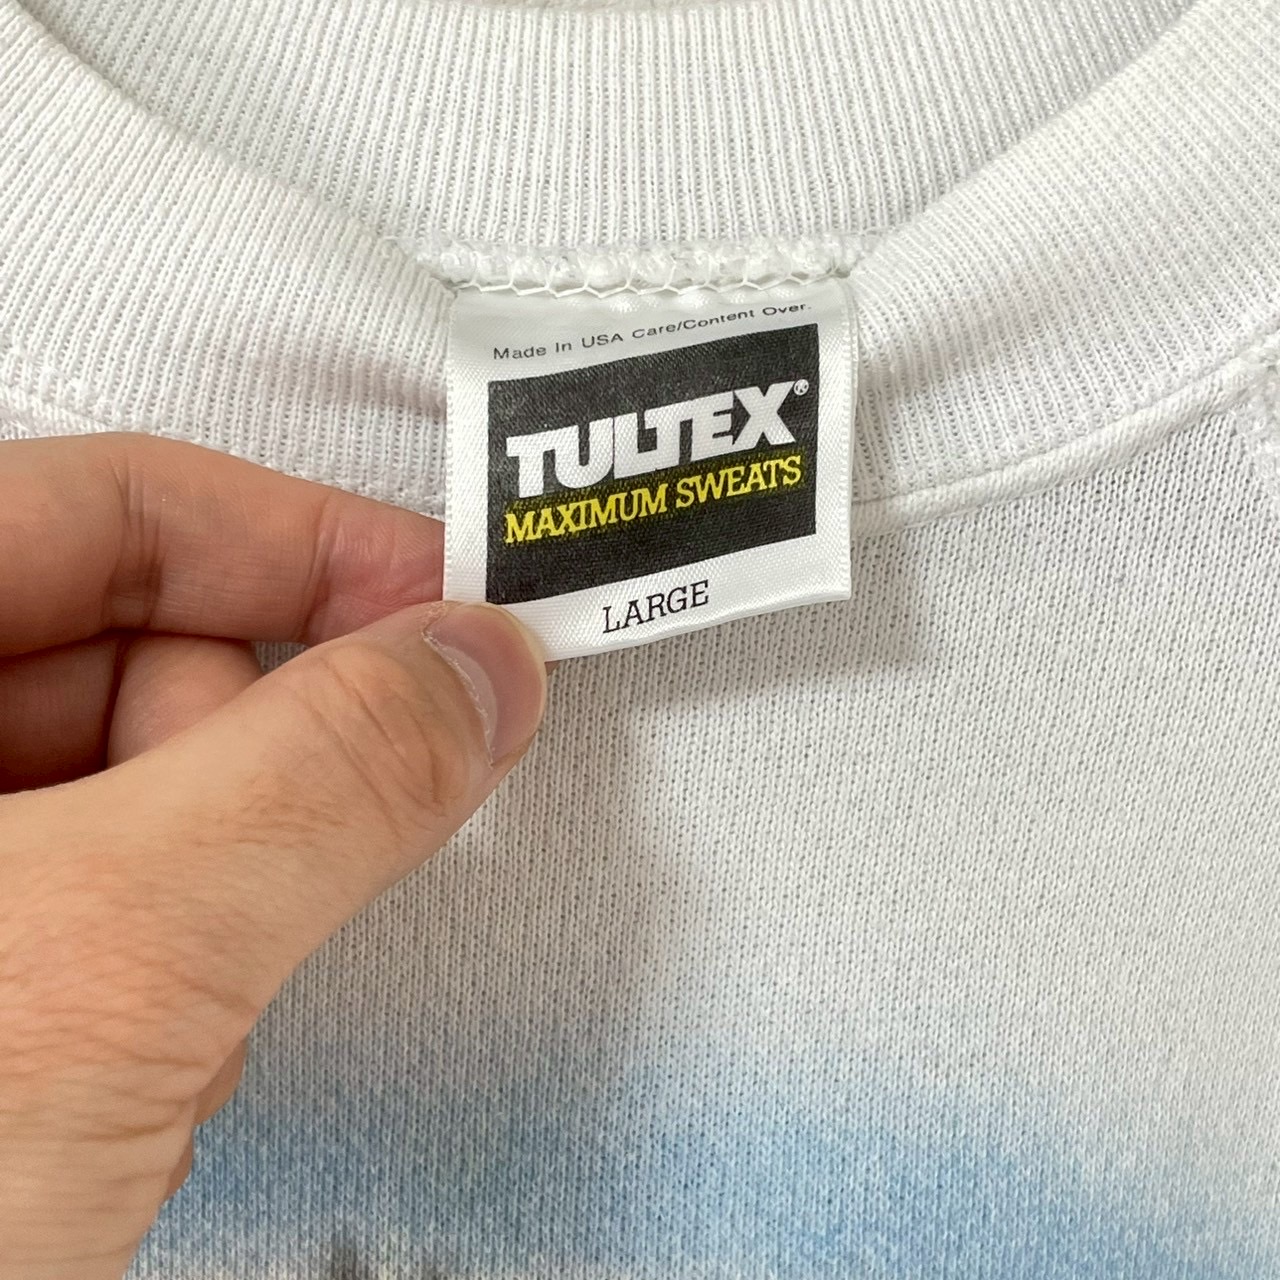 Made In USA Care/Content Over.
TULTEX®
MAXIMUM SWEATS
LARGE